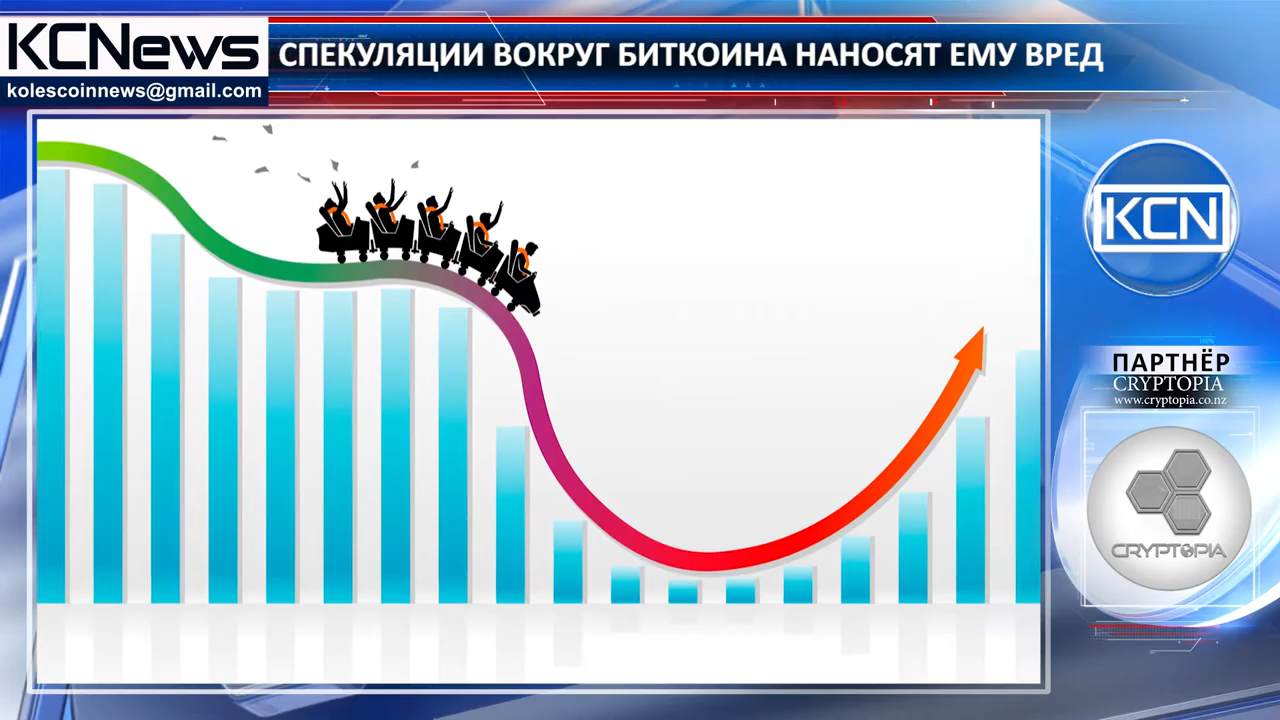 KCNews
kolescoinnews@gmail.com
СПЕКУЛЯЦИИ ВОКРУГ БИТКОИНА НАНОСЯТ ЕМУ ВРЕД
KCN
ПАРТНЁР
CRYPTOPIA
www.cryptopia.co.nz
CRYPTOPIA